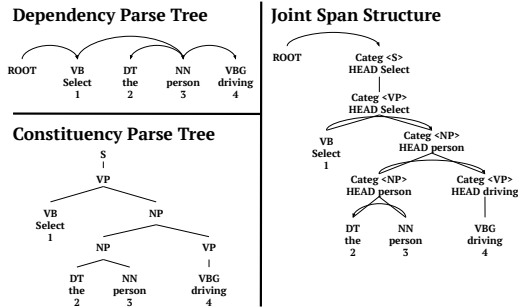 Dependency Parse Tree
ROOT VB DT NN VBG
Select the person driving
1 2 3 4
Constituency Parse Tree
S
VP
VB NP
Select
1
NP VP
DT NN VBG
the person driving
2 3 4
Joint Span Structure
ROOT Categ <S>
HEAD Select
Categ <VP>
HEAD Select
VB Categ <NP>
Select HEAD person
1
Categ <NP> Categ <VP>
HEAD person HEAD driving
DT NN VBG
the person driving
2 3 4